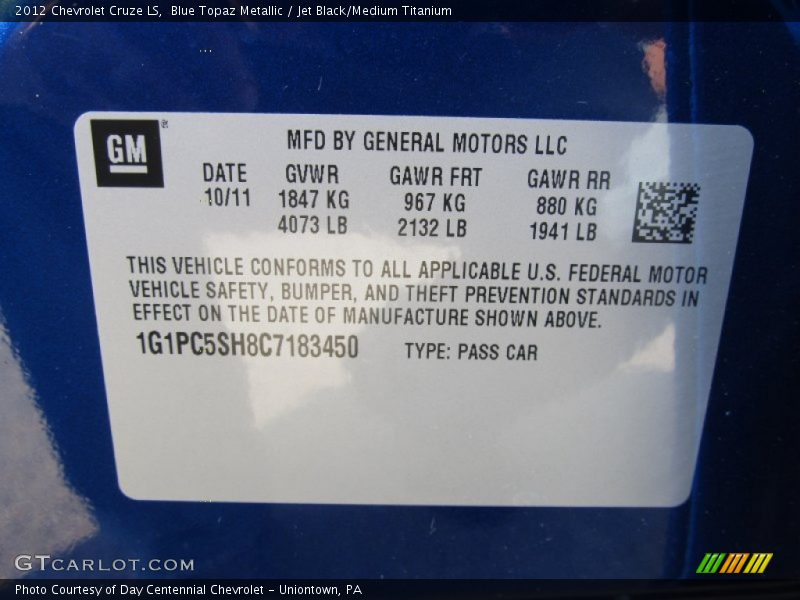 2012 Chevrolet Cruze LS,  Blue Topaz Metallic / Jet Black/Medium Titanium
GM
MFD BY GENERAL MOTORS LLC
DATE GVWR GAWR FRT GAWR RR
10/11 1847 KG 967 KG 880 KG
4073 LB 2132 LB 1941 LB
THIS VEHICLE CONFORMS TO ALL APPLICABLE U.S. FEDERAL MOTOR
VEHICLE SAFETY, BUMPER, AND THEFT PREVENTION STANDARDS IN
EFFECT ON THE DATE OF MANUFACTURE SHOWN ABOVE.
1G1PC5SH8C7183450 TYPE: PASS CAR
GTCARLOT.COM
Photo Courtesy of Day Centennial Chevrolet - Uniontown, PA